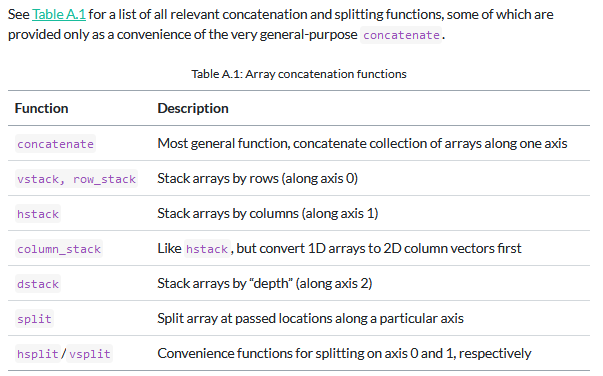 See Table A.1 for a list of all relevant concatenation and splitting functions, some of which are
provided only as a convenience of the very general-purpose concatenate.
Table A.1: Array concatenation functions
Function Description
concatenate Most general function, concatenate collection of arrays along one axis
vstack, row_stack Stack arrays by rows (along axis 0)
hstack Stack arrays by columns (along axis 1)
column_stack Like hstack, but convert 1D arrays to 2D column vectors first
dstack Stack arrays by “depth” (along axis 2)
split Split array at passed locations along a particular axis
hsplit/vsplit Convenience functions for splitting on axis 0 and 1, respectively